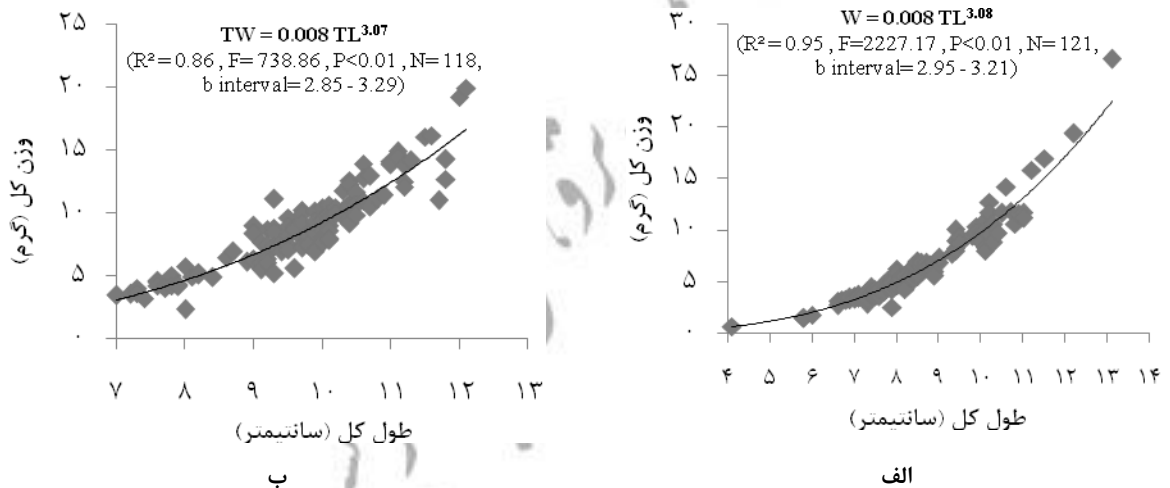 TW = 0.008 TL3.07
(R² = 0.86 , F= 738.86 , P<0.01 , N= 118,
b interval= 2.85 - 3.29)
۲۵
۲۰
۱۵
۱۰
۵
۰
وزن کل (گرم)
۷ ۸ ۹ ۱۰ ۱۱ ۱۲ ۱۳
طول کل (سانتیمتر)
ب
W = 0.008 TL3.08
(R² = 0.95 , F=2227.17 , P<0.01 , N= 121,
b interval= 2.95 - 3.21)
۳۰
۲۵
۲۰
۱۵
۱۰
۵
۰
وزن کل (گرم)
۴ ۵ ۶ ۷ ۸ ۹ ۱۰ ۱۱ ۱۲ ۱۳ ۱۴
طول کل (سانتیمتر)
الف